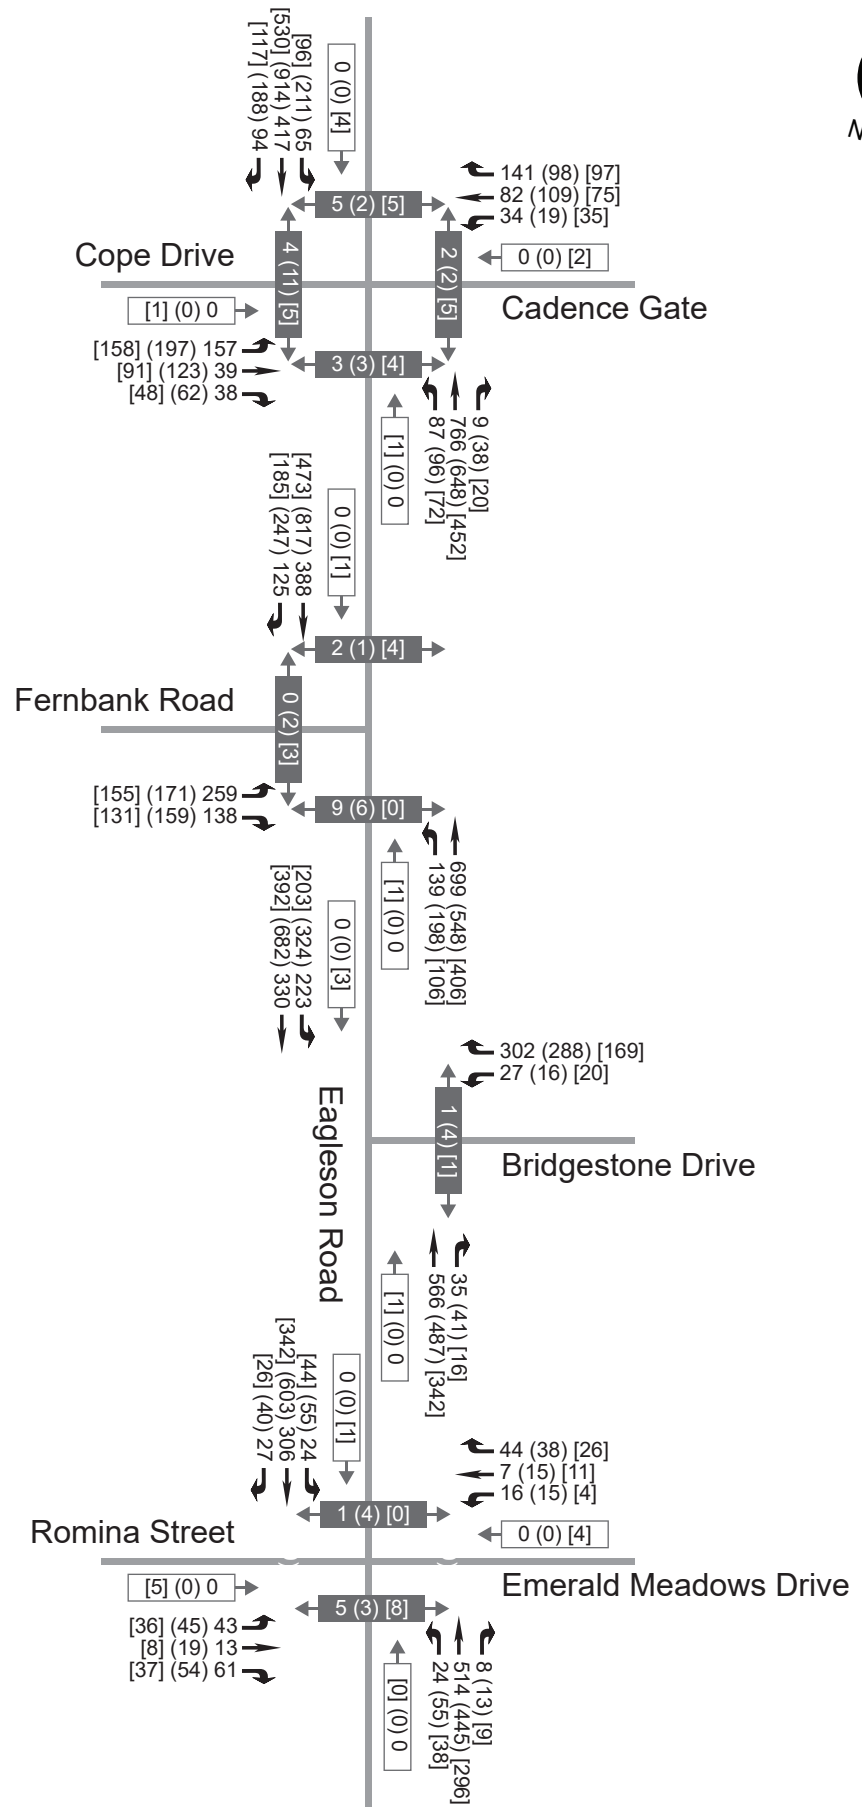 [96] (211) 65
[530] (914) 417
[117] (188) 94
0 (0) [4]
N
141 (98) [97]
82 (109) [75]
34 (19) [35]
5 (2) [5]
Cope Drive
4 (11) [5]
2 (2) [5]
0 (0) [2]
[1] (0) 0
Cadence Gate
[158] (197) 157
[91] (123) 39
[48] (62) 38
3 (3) [4]
[1] (0) 0
9 (38) [20]
766 (648) [452]
87 (96) [72]
[473] (817) 388
[185] (247) 125
0 (0) [1]
2 (1) [4]
Fernbank Road
0 (2) [3]
[155] (171) 259
[131] (159) 138
9 (6) [0]
[1] (0) 0
699 (548) [406]
139 (198) [106]
[203] (324) 223
[392] (682) 330
0 (0) [3]
302 (288) [169]
27 (16) [20]
Eagleson Road
1 (4) [1]
Bridgestone Drive
[1] (0) 0
35 (41) [16]
566 (487) [342]
[44] (55) 24
[342] (603) 306
[26] (40) 27
0 (0) [1]
44 (38) [26]
7 (15) [11]
16 (15) [4]
1 (4) [0]
Romina Street
0 (0) [4]
[5] (0) 0
Emerald Meadows Drive
[36] (45) 43
[8] (19) 13
[37] (54) 61
5 (3) [8]
[0] (0) 0
8 (13) [9]
514 (445) [296]
24 (55) [38]